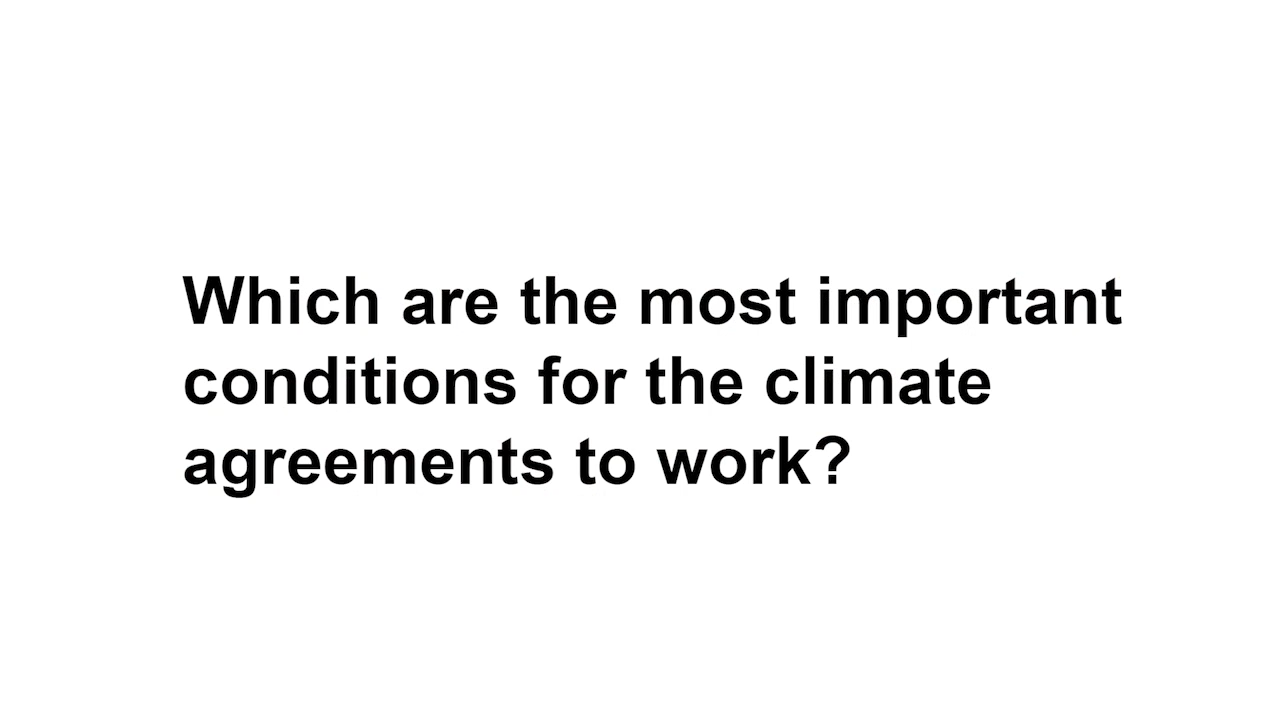 Which are the most important
conditions for the climate
agreements to work?